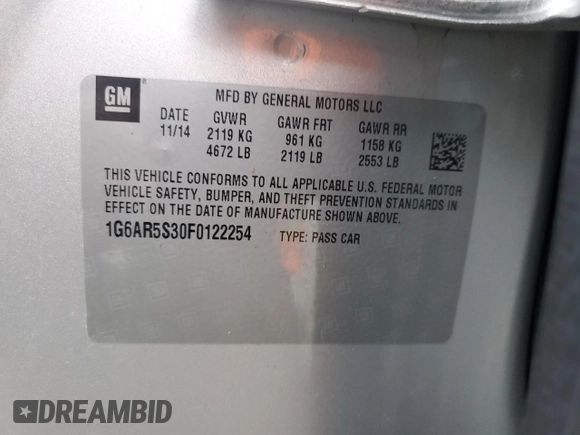 GM
MFD BY GENERAL MOTORS LLC
DATE GVWR GAWR FRT GAWR RR
11/14 2119 KG 961 KG 1158 KG
4672 LB 2119 LB 2553 LB
THIS VEHICLE CONFORMS TO ALL APPLICABLE U.S. FEDERAL MOTOR
VEHICLE SAFETY, BUMPER, AND THEFT PREVENTION STANDARDS IN
EFFECT ON THE DATE OF MANUFACTURE SHOWN ABOVE.
1G6AR5S30F0122254 TYPE: PASS CAR
DREAMBID